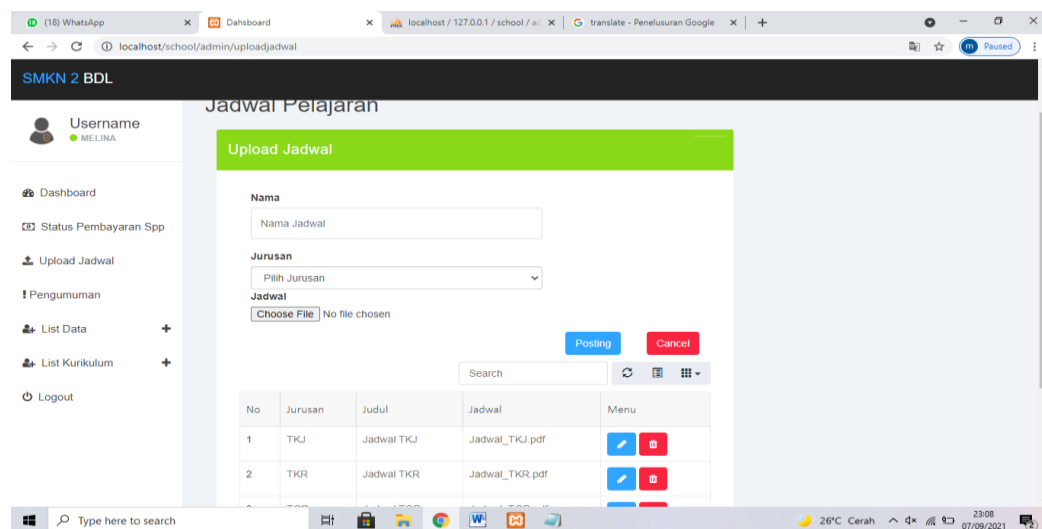 (18) WhatsApp
Dahsboard
localhost / 127.0.0.1 / school / ad
translate - Penelusuran Google
localhost/school/admin/uploadjadwal
m Paused
SMKN 2 BDL
Jadwal Pelajaran
Username
MELINA
Upload Jadwal
Dashboard
Status Pembayaran Spp
Upload Jadwal
Pengumuman
List Data
List Kurikulum
Logout
Nama
Nama Jadwal
Jurusan
Pilih Jurusan
Jadwal
Choose File No file chosen
Posting Cancel
Search
No Jurusan Judul Jadwal Menu
1 TKJ Jadwal TKJ Jadwal_TKJ.pdf
2 TKR Jadwal TKR Jadwal_TKR.pdf
Type here to search
26°C Cerah
23:08
07/09/2021